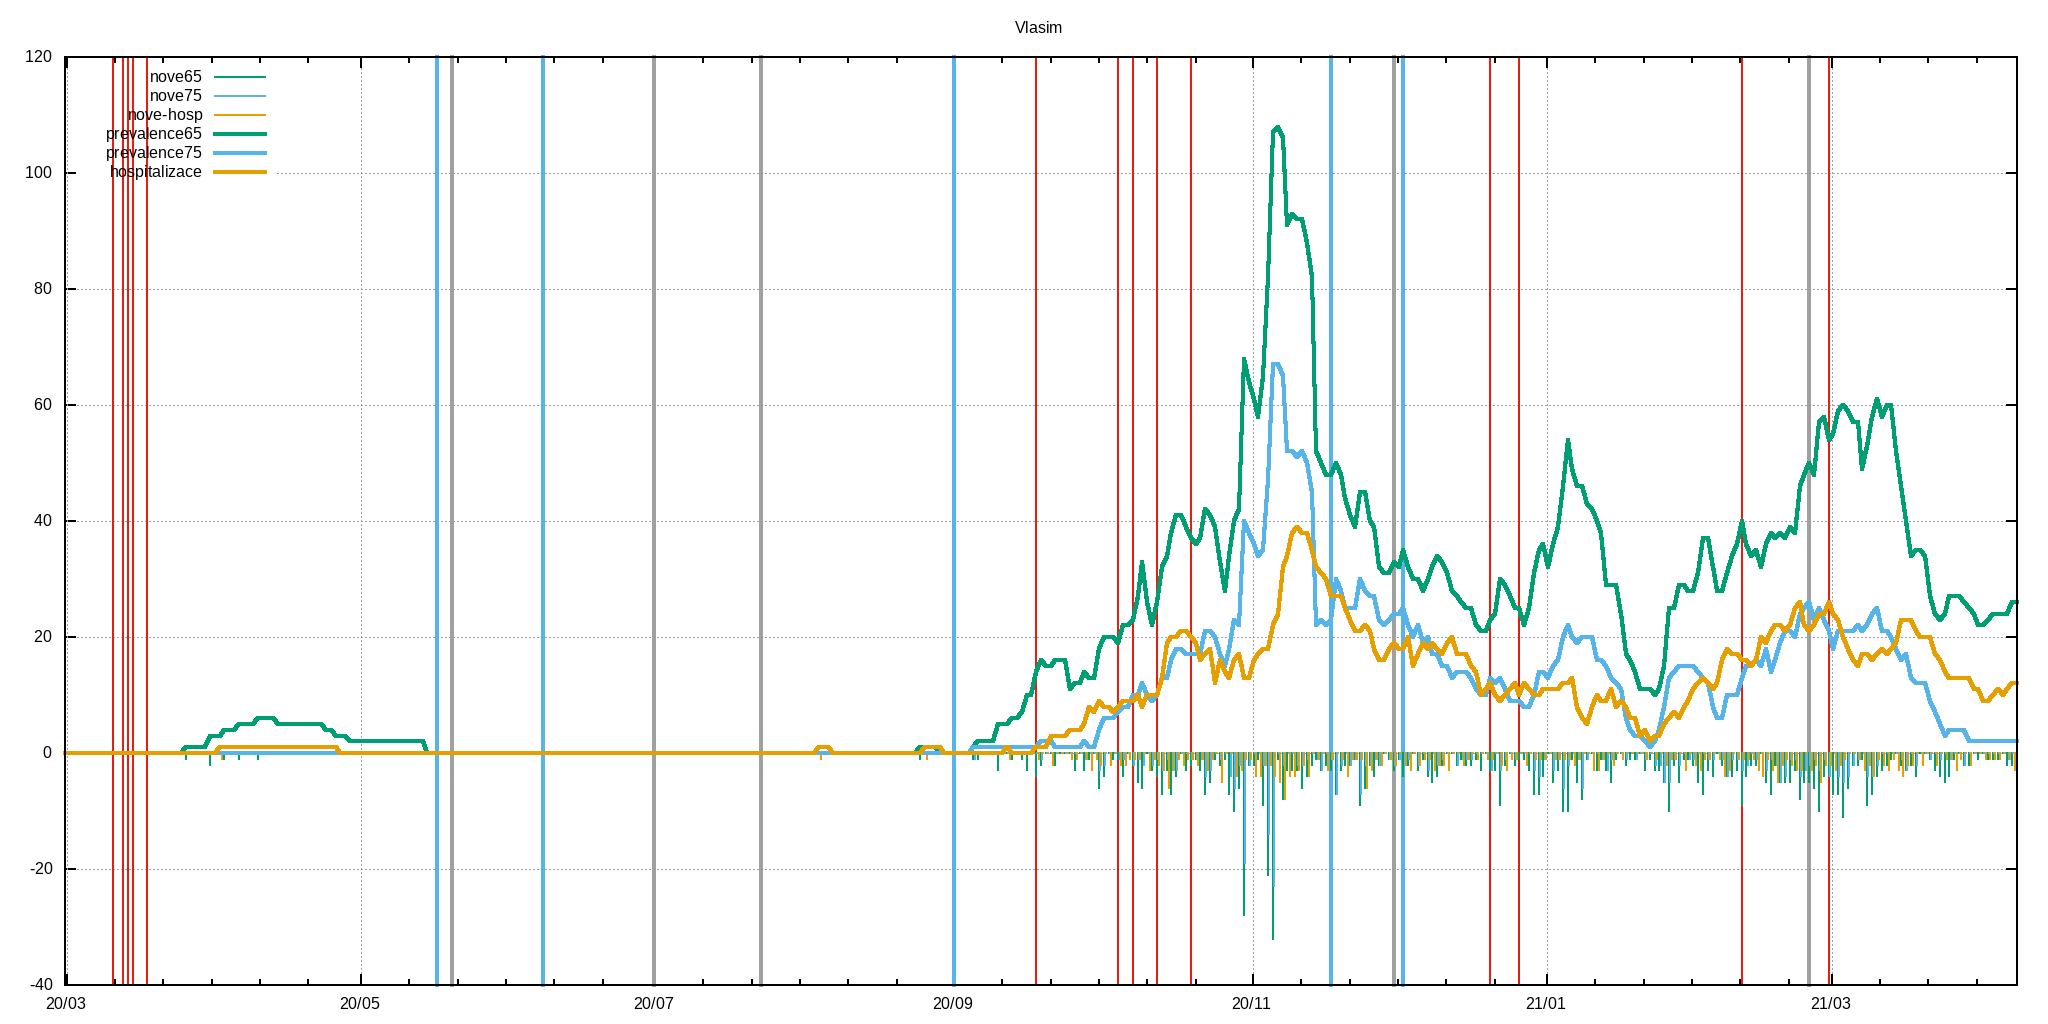 Vlasim
120
nove65
nove75
nove-hosp
prevalence65
prevalence75
hospitalizace
100
80
60
40
20
0
-20
-40
20/03 20/05 20/07 20/09 20/11 21/01 21/03